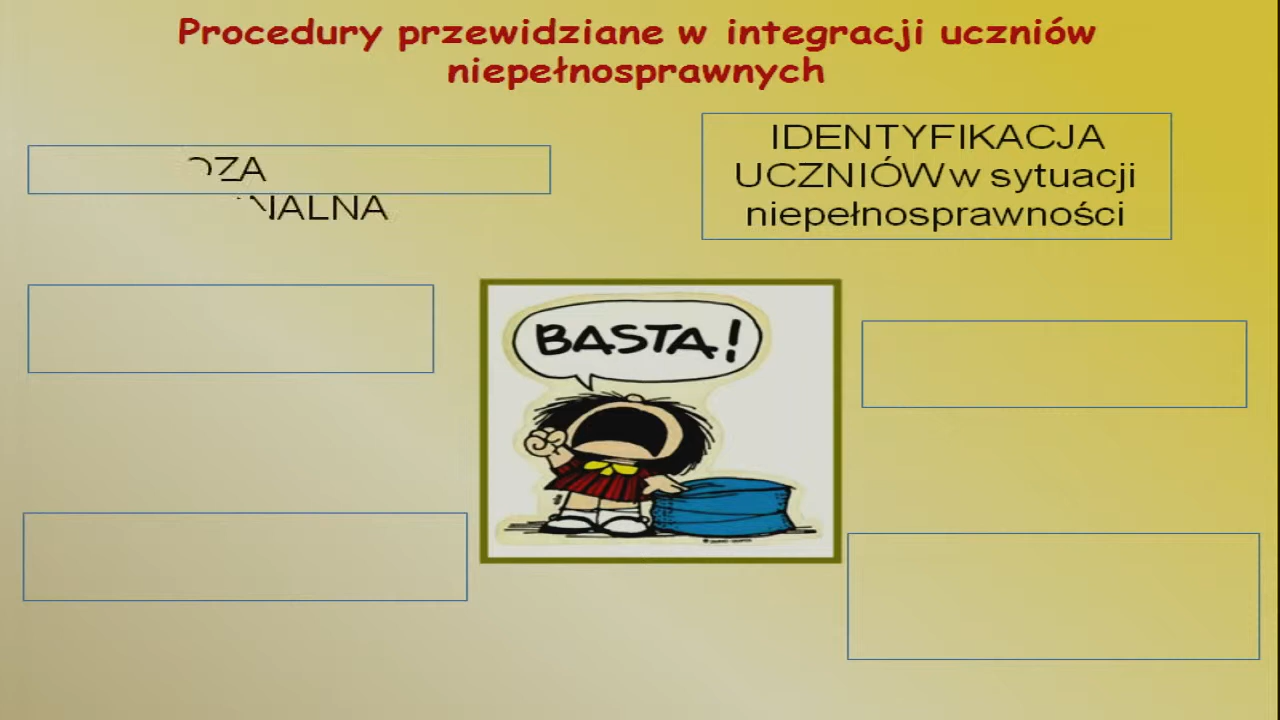 Procedury przewidziane w integracji uczniów
niepełnosprawnych
IDENTYFIKACJA
UCZNIÓW w sytuacji
niepełnosprawności
BASTA!